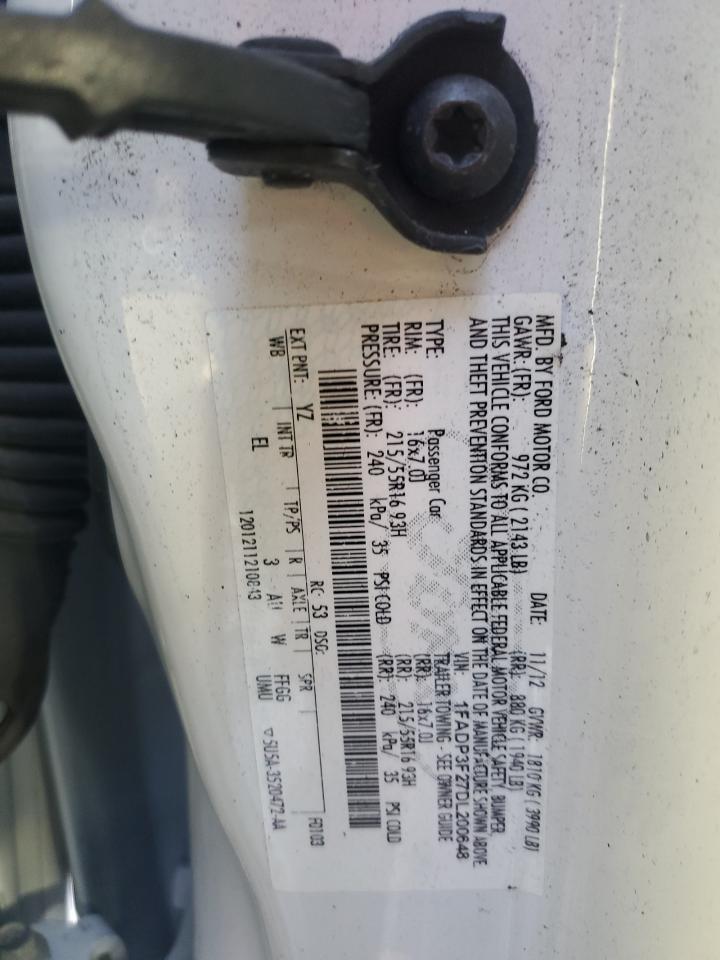 MFD. BY FORD MOTOR CO. DATE: 11/12 GVWR: 1810 KG ( 3990 LB)
GAWR: (FR): 972 KG ( 2143 LB) (RR): 880 KG ( 1940 LB)
THIS VEHICLE CONFORMS TO ALL APPLICABLE FEDERAL MOTOR VEHICLE SAFETY, BUMPER
AND THEFT PREVENTION STANDARDS IN EFFECT ON THE DATE OF MANUFACTURE SHOWN ABOVE
VIN: 1FADP3F27DL200648
TYPE: Passenger Car TRAILER TOWING - SEE OWNER GUIDE
RIM: (FR): 16x7.0J (RR): 16x7.0J
TIRE: (FR): 215/55R16 93H (RR): 215/55R16 93H
PRESSURE: (FR): 240 kPa/ 35 PSI COLD (RR): 240 kPa/ 35 PSI COLD
F0103
EXT PNT: YZ RC: 53 DSO:
WB INT TR TP/PS R AXLE TR SPR
EL 3 W FFGG
UMU
5U5A-3520472-AA